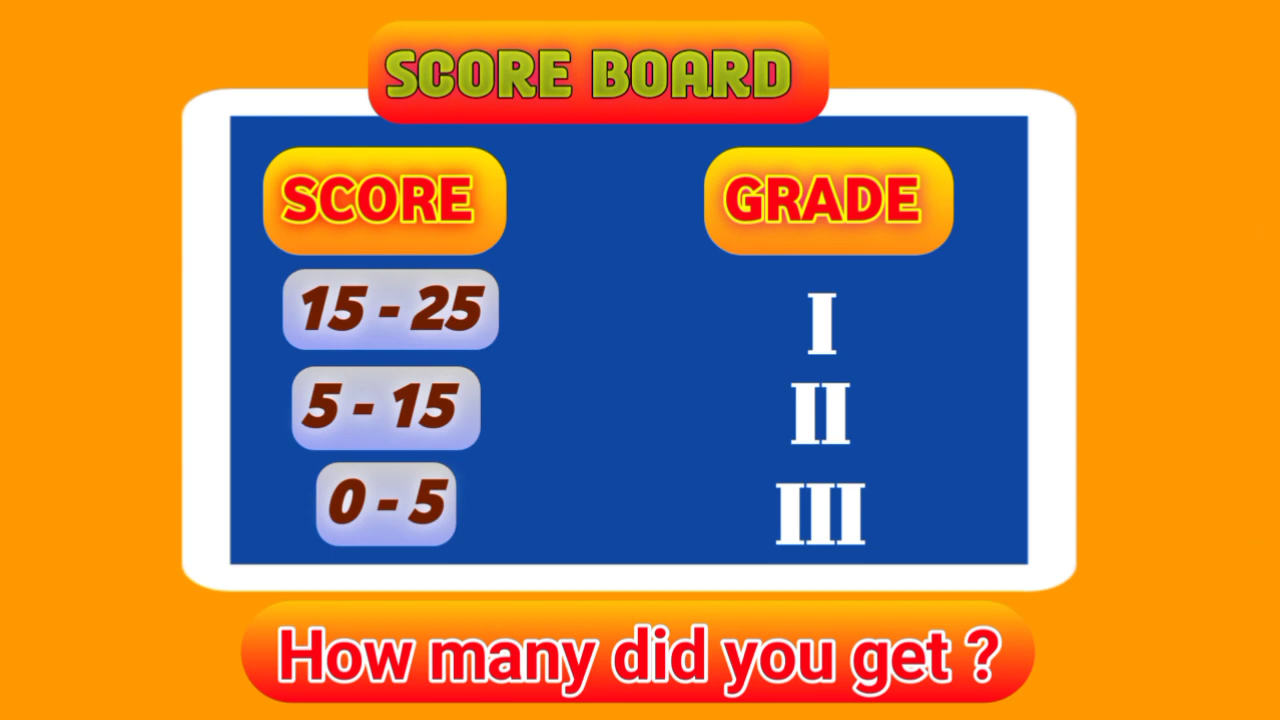 SCORE BOARD
SCORE GRADE
15 - 25 I
5 - 15 II
0 - 5 III
How many did you get ?